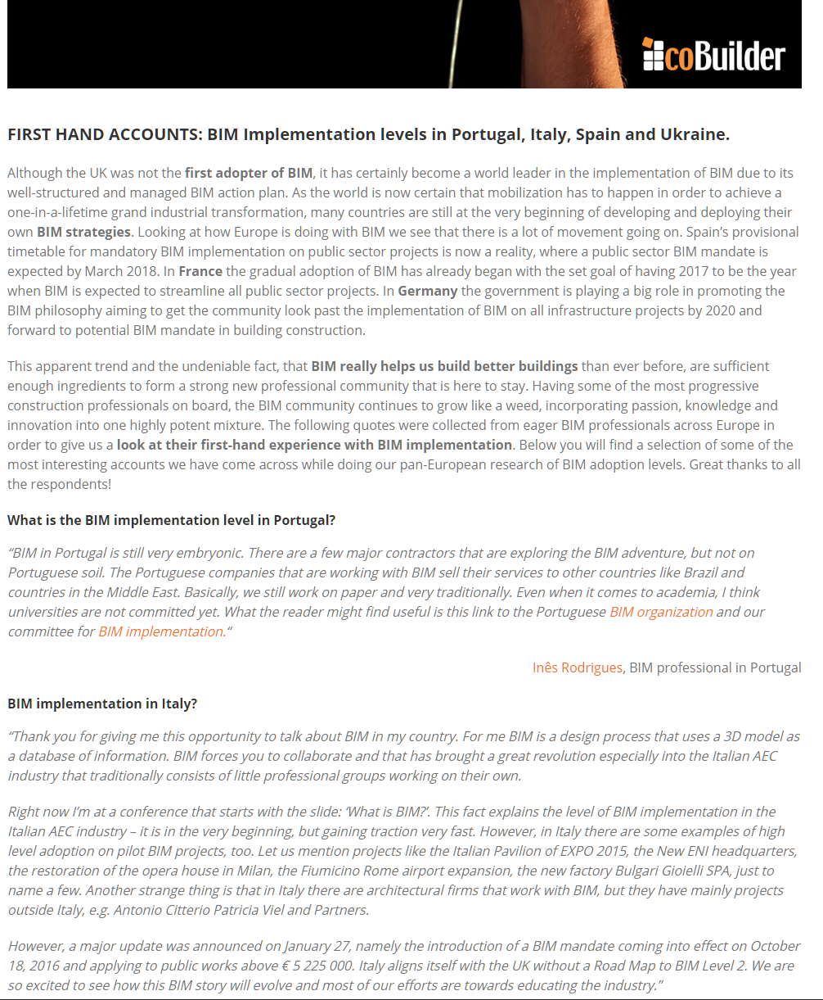 coBuilder
FIRST HAND ACCOUNTS: BIM Implementation levels in Portugal, Italy, Spain and Ukraine.
Although the UK was not the first adopter of BIM, it has certainly become a world leader in the implementation of BIM due to its
well-structured and managed BIM action plan. As the world is now certain that mobilization has to happen in order to achieve a
one-in-a-lifetime grand industrial transformation, many countries are still at the very beginning of developing and deploying their
own BIM strategies. Looking at how Europe is doing with BIM we see that there is a lot of movement going on. Spain’s provisional
timetable for mandatory BIM implementation on public sector projects is now a reality, where a public sector BIM mandate is
expected by March 2018. In France the gradual adoption of BIM has already began with the set goal of having 2017 to be the year
when BIM is expected to streamline all public sector projects. In Germany the government is playing a big role in promoting the
BIM philosophy aiming to get the community look past the implementation of BIM on all infrastructure projects by 2020 and
forward to potential BIM mandate in building construction.
This apparent trend and the undeniable fact, that BIM really helps us build better buildings than ever before, are sufficient
enough ingredients to form a strong new professional community that is here to stay. Having some of the most progressive
construction professionals on board, the BIM community continues to grow like a weed, incorporating passion, knowledge and
innovation into one highly potent mixture. The following quotes were collected from eager BIM professionals across Europe in
order to give us a look at their first-hand experience with BIM implementation. Below you will find a selection of some of the
most interesting accounts we have come across while doing our pan-European research of BIM adoption levels. Great thanks to all
the respondents!
What is the BIM implementation level in Portugal?
“BIM in Portugal is still very embryonic. There are a few major contractors that are exploring the BIM adventure, but not on
Portuguese soil. The Portuguese companies that are working with BIM sell their services to other countries like Brazil and
countries in the Middle East. Basically, we still work on paper and very traditionally. Even when it comes to academia, I think
universities are not committed yet. What the reader might find useful is this link to the Portuguese BIM organization and our
committee for BIM implementation.“
Inês Rodrigues, BIM professional in Portugal
BIM implementation in Italy?
“Thank you for giving me this opportunity to talk about BIM in my country. For me BIM is a design process that uses a 3D model as
a database of information. BIM forces you to collaborate and that has brought a great revolution especially into the Italian AEC
industry that traditionally consists of little professional groups working on their own.
Right now I’m at a conference that starts with the slide: ‘What is BIM?’. This fact explains the level of BIM implementation in the
Italian AEC industry – it is in the very beginning, but gaining traction very fast. However, in Italy there are some examples of high
level adoption on pilot BIM projects, too. Let us mention projects like the Italian Pavilion of EXPO 2015, the New ENI headquarters,
the restoration of the opera house in Milan, the Fiumicino Rome airport expansion, the new factory Bulgari Gioielli SPA, just to
name a few. Another strange thing is that in Italy there are architectural firms that work with BIM, but they have mainly projects
outside Italy, e.g. Antonio Citterio Patricia Viel and Partners.
However, a major update was announced on January 27, namely the introduction of a BIM mandate coming into effect on October
18, 2016 and applying to public works above € 5 225 000. Italy aligns itself with the UK without a Road Map to BIM Level 2. We are
so excited to see how this BIM story will evolve and most of our efforts are towards educating the industry.”